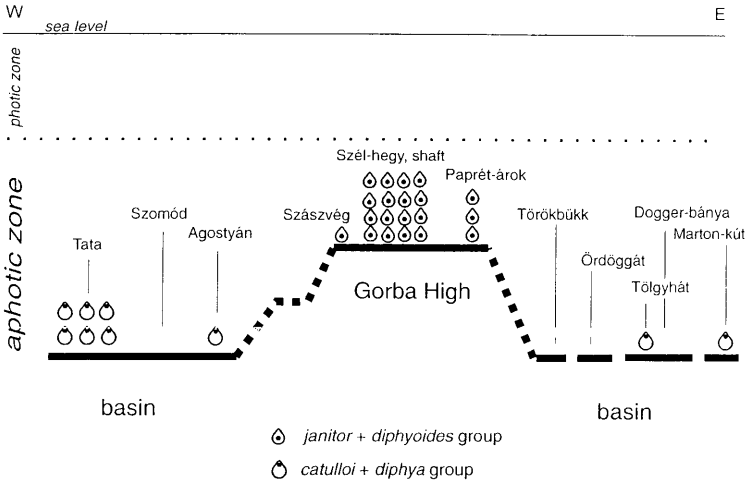 W
E
sea level
photic zone
aphotic zone
Szél-hegy, shaft
Paprét-árok
Szászvég
Szomód
Agostyán
Tata
Törökbükk
Dogger-bánya
Marton-kút
Ördöggát
Tölgyhát
Gorba High
basin
basin
janitor + diphyoides group
catulloi + diphya group